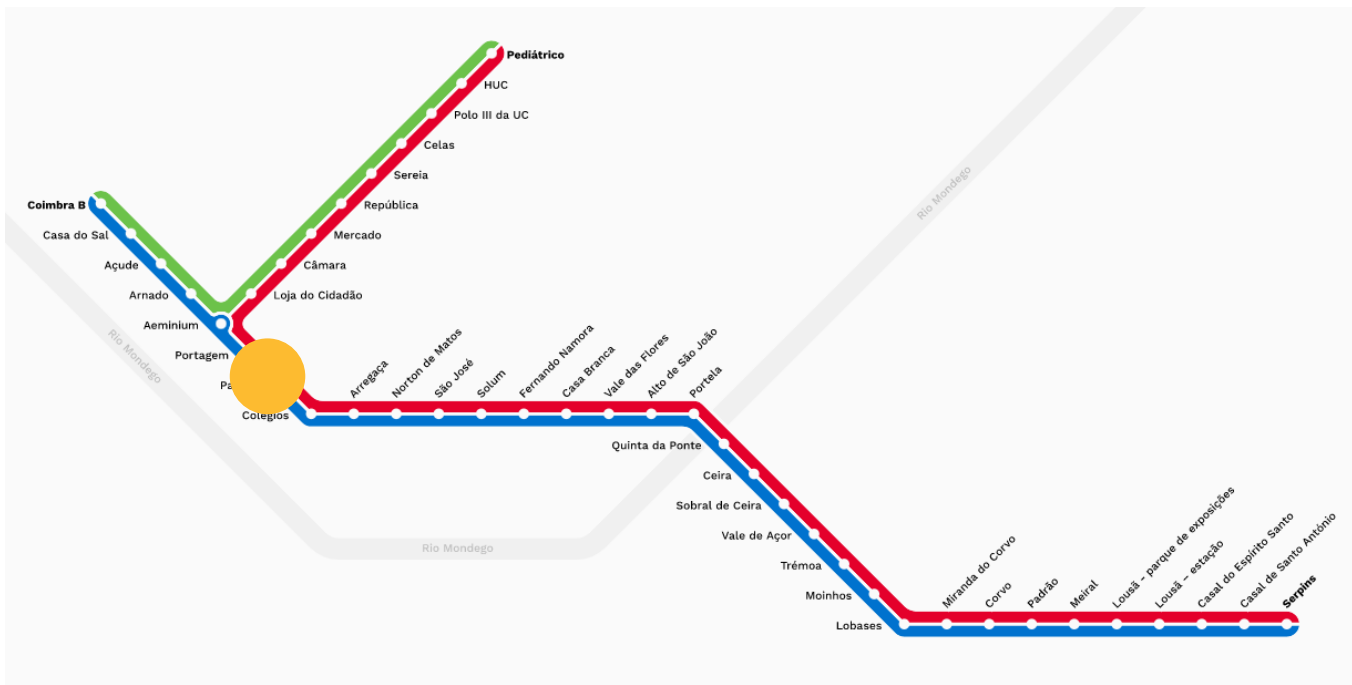 Pediátrico
HUC
Polo III da UC
Celas
Sereia
República
Mercado
Câmara
Loja do Cidadão
Coimbra B
Casa do Sal
Açude
Arnado
Aeminium
Portagem
Colégios
Arregaça
Norton de Matos
São José
Solum
Fernando Namora
Casa Branca
Vale das Flores
Alto de São João
Portela
Quinta da Ponte
Ceira
Sobral de Ceira
Vale de Açor
Trémoa
Moinhos
Lobases
Miranda do Corvo
Corvo
Padrão
Meiral
Lousã - parque de exposições
Lousã – estação
Casal do Espírito Santo
Casal de Santo António
Serpins
Rio Mondego
Rio Mondego
Rio Mondego